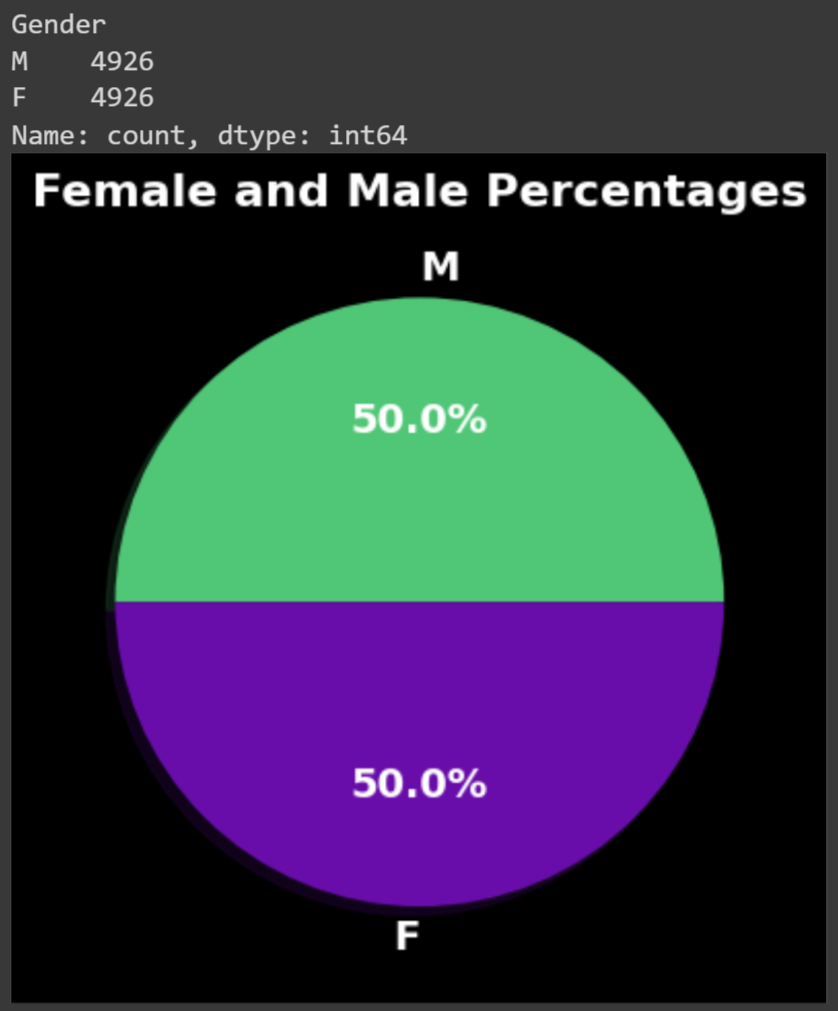 Gender
M    4926
F    4926
Name: count, dtype: int64
Female and Male Percentages
M
50.0%
50.0%
F